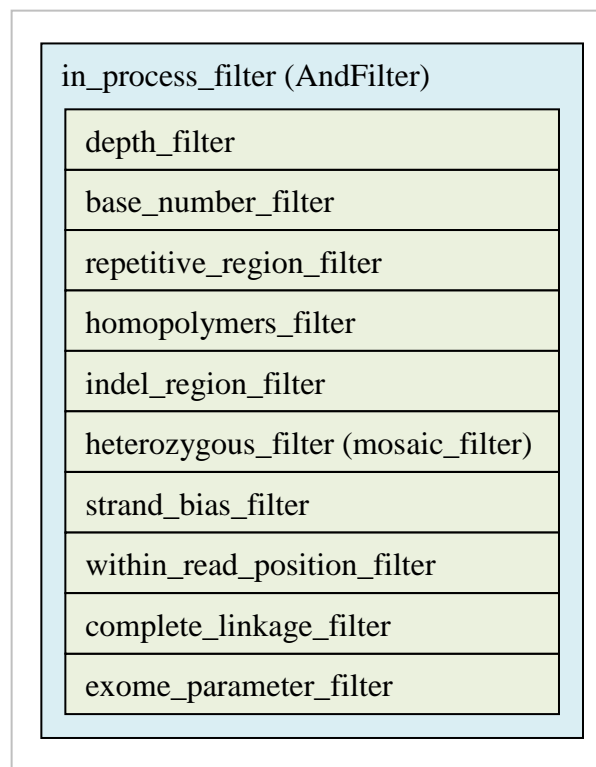 in_process_filter (AndFilter)
depth_filter
base_number_filter
repetitive_region_filter
homopolymers_filter
indel_region_filter
heterozygous_filter (mosaic_filter)
strand_bias_filter
within_read_position_filter
complete_linkage_filter
exome_parameter_filter